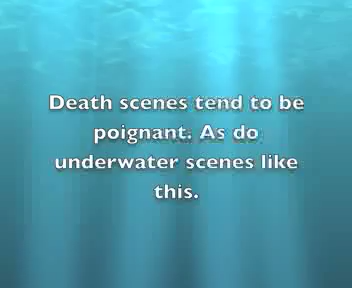 Death scenes tend to be
poignant. As do
underwater scenes like
this.